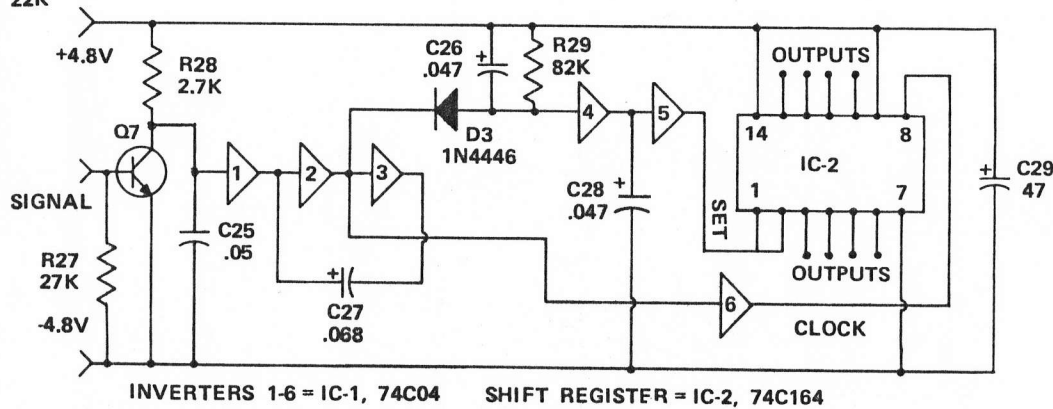 22K
+4.8V
R28
2.7K
C26
+
.047
R29
82K
OUTPUTS
Q7
D3
1N4446
1
2
3
4
5
14
8
IC-2
1
7
SIGNAL
C25
.05
C28
+
.047
SET
C29
+
47
R27
27K
+
C27
.068
OUTPUTS
6
CLOCK
-4.8V
INVERTERS 1-6 = IC-1, 74C04 SHIFT REGISTER = IC-2, 74C164